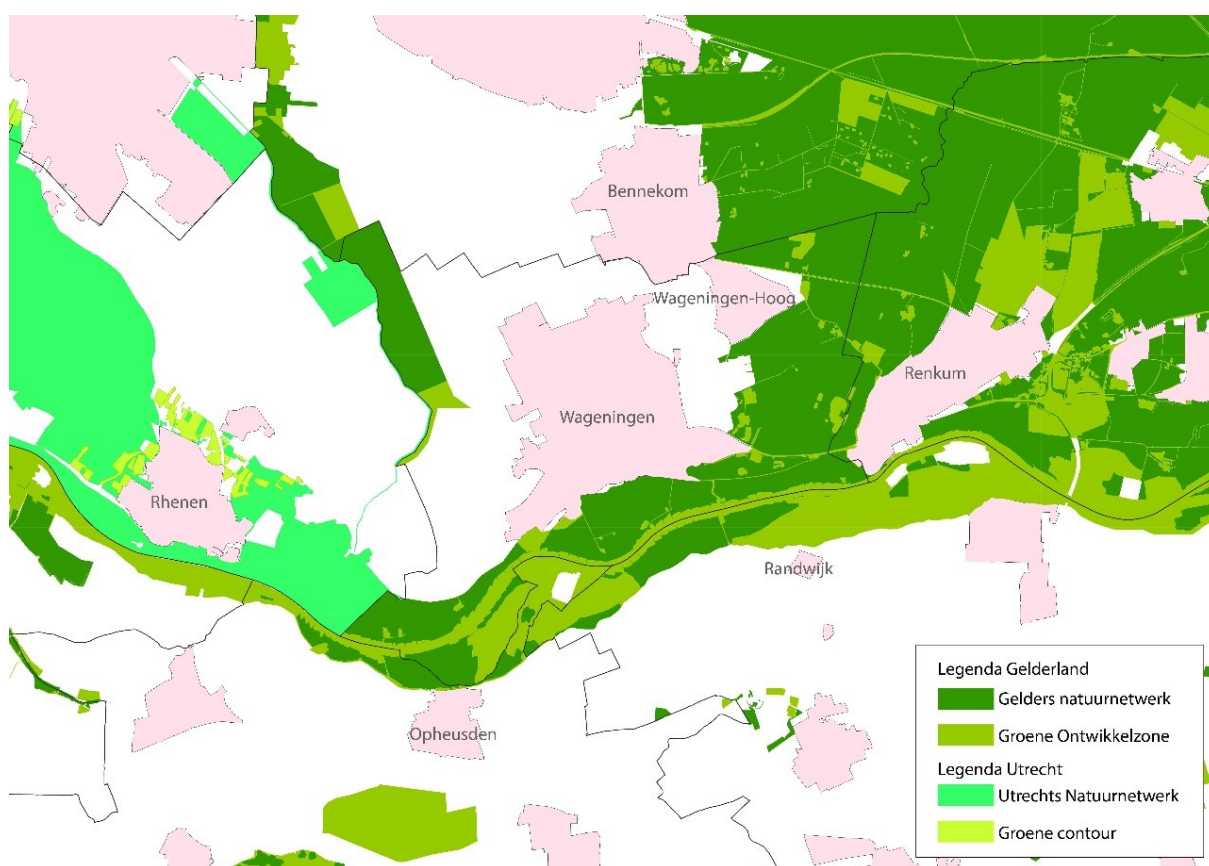 Bennekom
Wageningen-Hoog
Renkum
Wageningen
Rhenen
Randwijk
Opheusden
Legenda Gelderland
Gelders natuurnetwerk
Groene Ontwikkelzone
Legenda Utrecht
Utrechts Natuurnetwerk
Groene contour